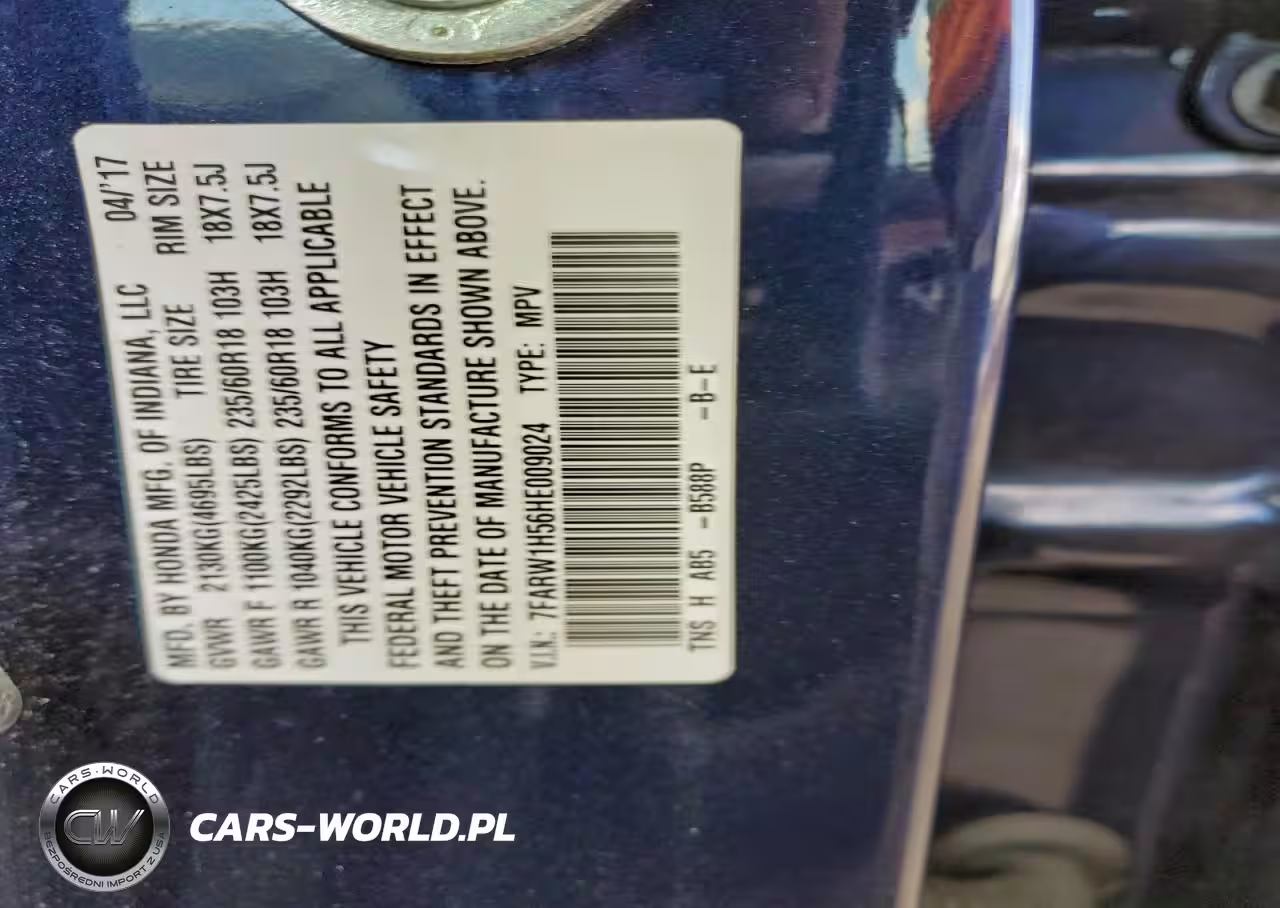 MFD. BY HONDA MFG. OF INDIANA, LLC 04/'17
GVWR 2130KG(4695LBS) TIRE SIZE RIM SIZE
GAWR F 1100KG(2425LBS) 235/60R18 103H 18X7.5J
GAWR R 1040KG(2292LBS) 235/60R18 103H 18X7.5J
THIS VEHICLE CONFORMS TO ALL APPLICABLE
FEDERAL MOTOR VEHICLE SAFETY
AND THEFT PREVENTION STANDARDS IN EFFECT
ON THE DATE OF MANUFACTURE SHOWN ABOVE.
V.I.N.: 7FARW1H56HE009024 TYPE: MPV
TNS H AB5 -B588P -B-E
CARS-WORLD
CW
BEZPOŚREDNI IMPORT Z USA
CARS-WORLD.PL